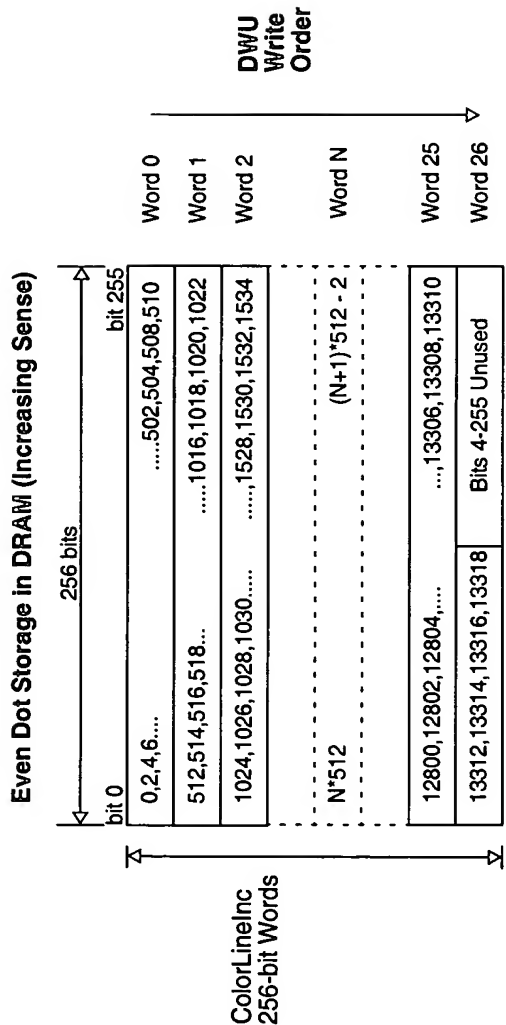 Even Dot Storage in DRAM (Increasing Sense)
256 bits
bit 0
bit 255
0,2,4,6.....
.....502,504,508,510
Word 0
512,514,516,518...
......1016,1018,1020,1022
Word 1
1024,1026,1028,1030.....
......,1528,1530,1532,1534
Word 2
N*512
(N+1)*512 - 2
Word N
12800,12802,12804,....
...,13306,13308,13310
Word 25
13312,13314,13316,13318
Bits 4-255 Unused
Word 26
ColorLineInc
256-bit Words
DWU
Write
Order